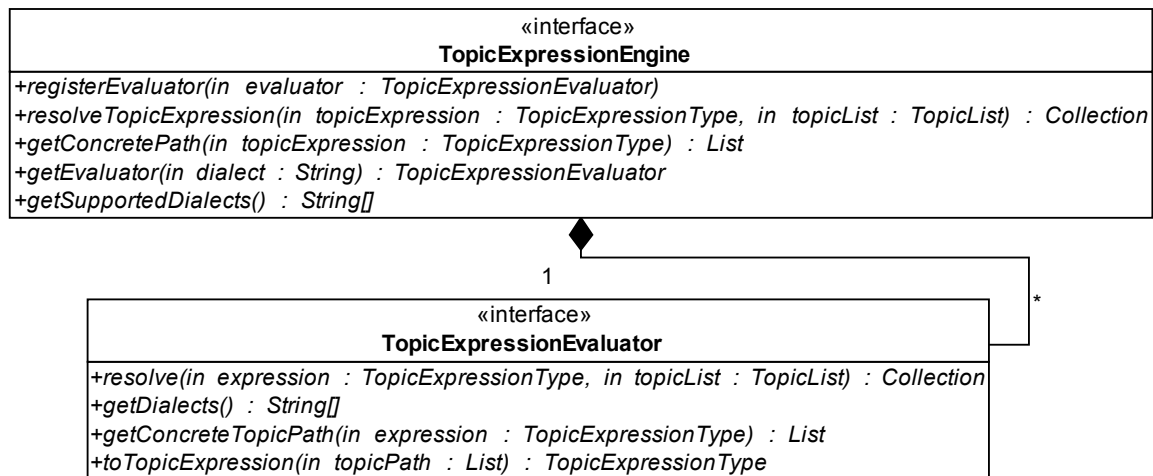 «interface»
TopicExpressionEngine
+registerEvaluator(in evaluator : TopicExpressionEvaluator)
+resolveTopicExpression(in topicExpression : TopicExpressionType, in topicList : TopicList) : Collection
+getConcretePath(in topicExpression : TopicExpressionType) : List
+getEvaluator(in dialect : String) : TopicExpressionEvaluator
+getSupportedDialects() : String[]
1
*
«interface»
TopicExpressionEvaluator
+resolve(in expression : TopicExpressionType, in topicList : TopicList) : Collection
+getDialects() : String[]
+getConcreteTopicPath(in expression : TopicExpressionType) : List
+toTopicExpression(in topicPath : List) : TopicExpressionType